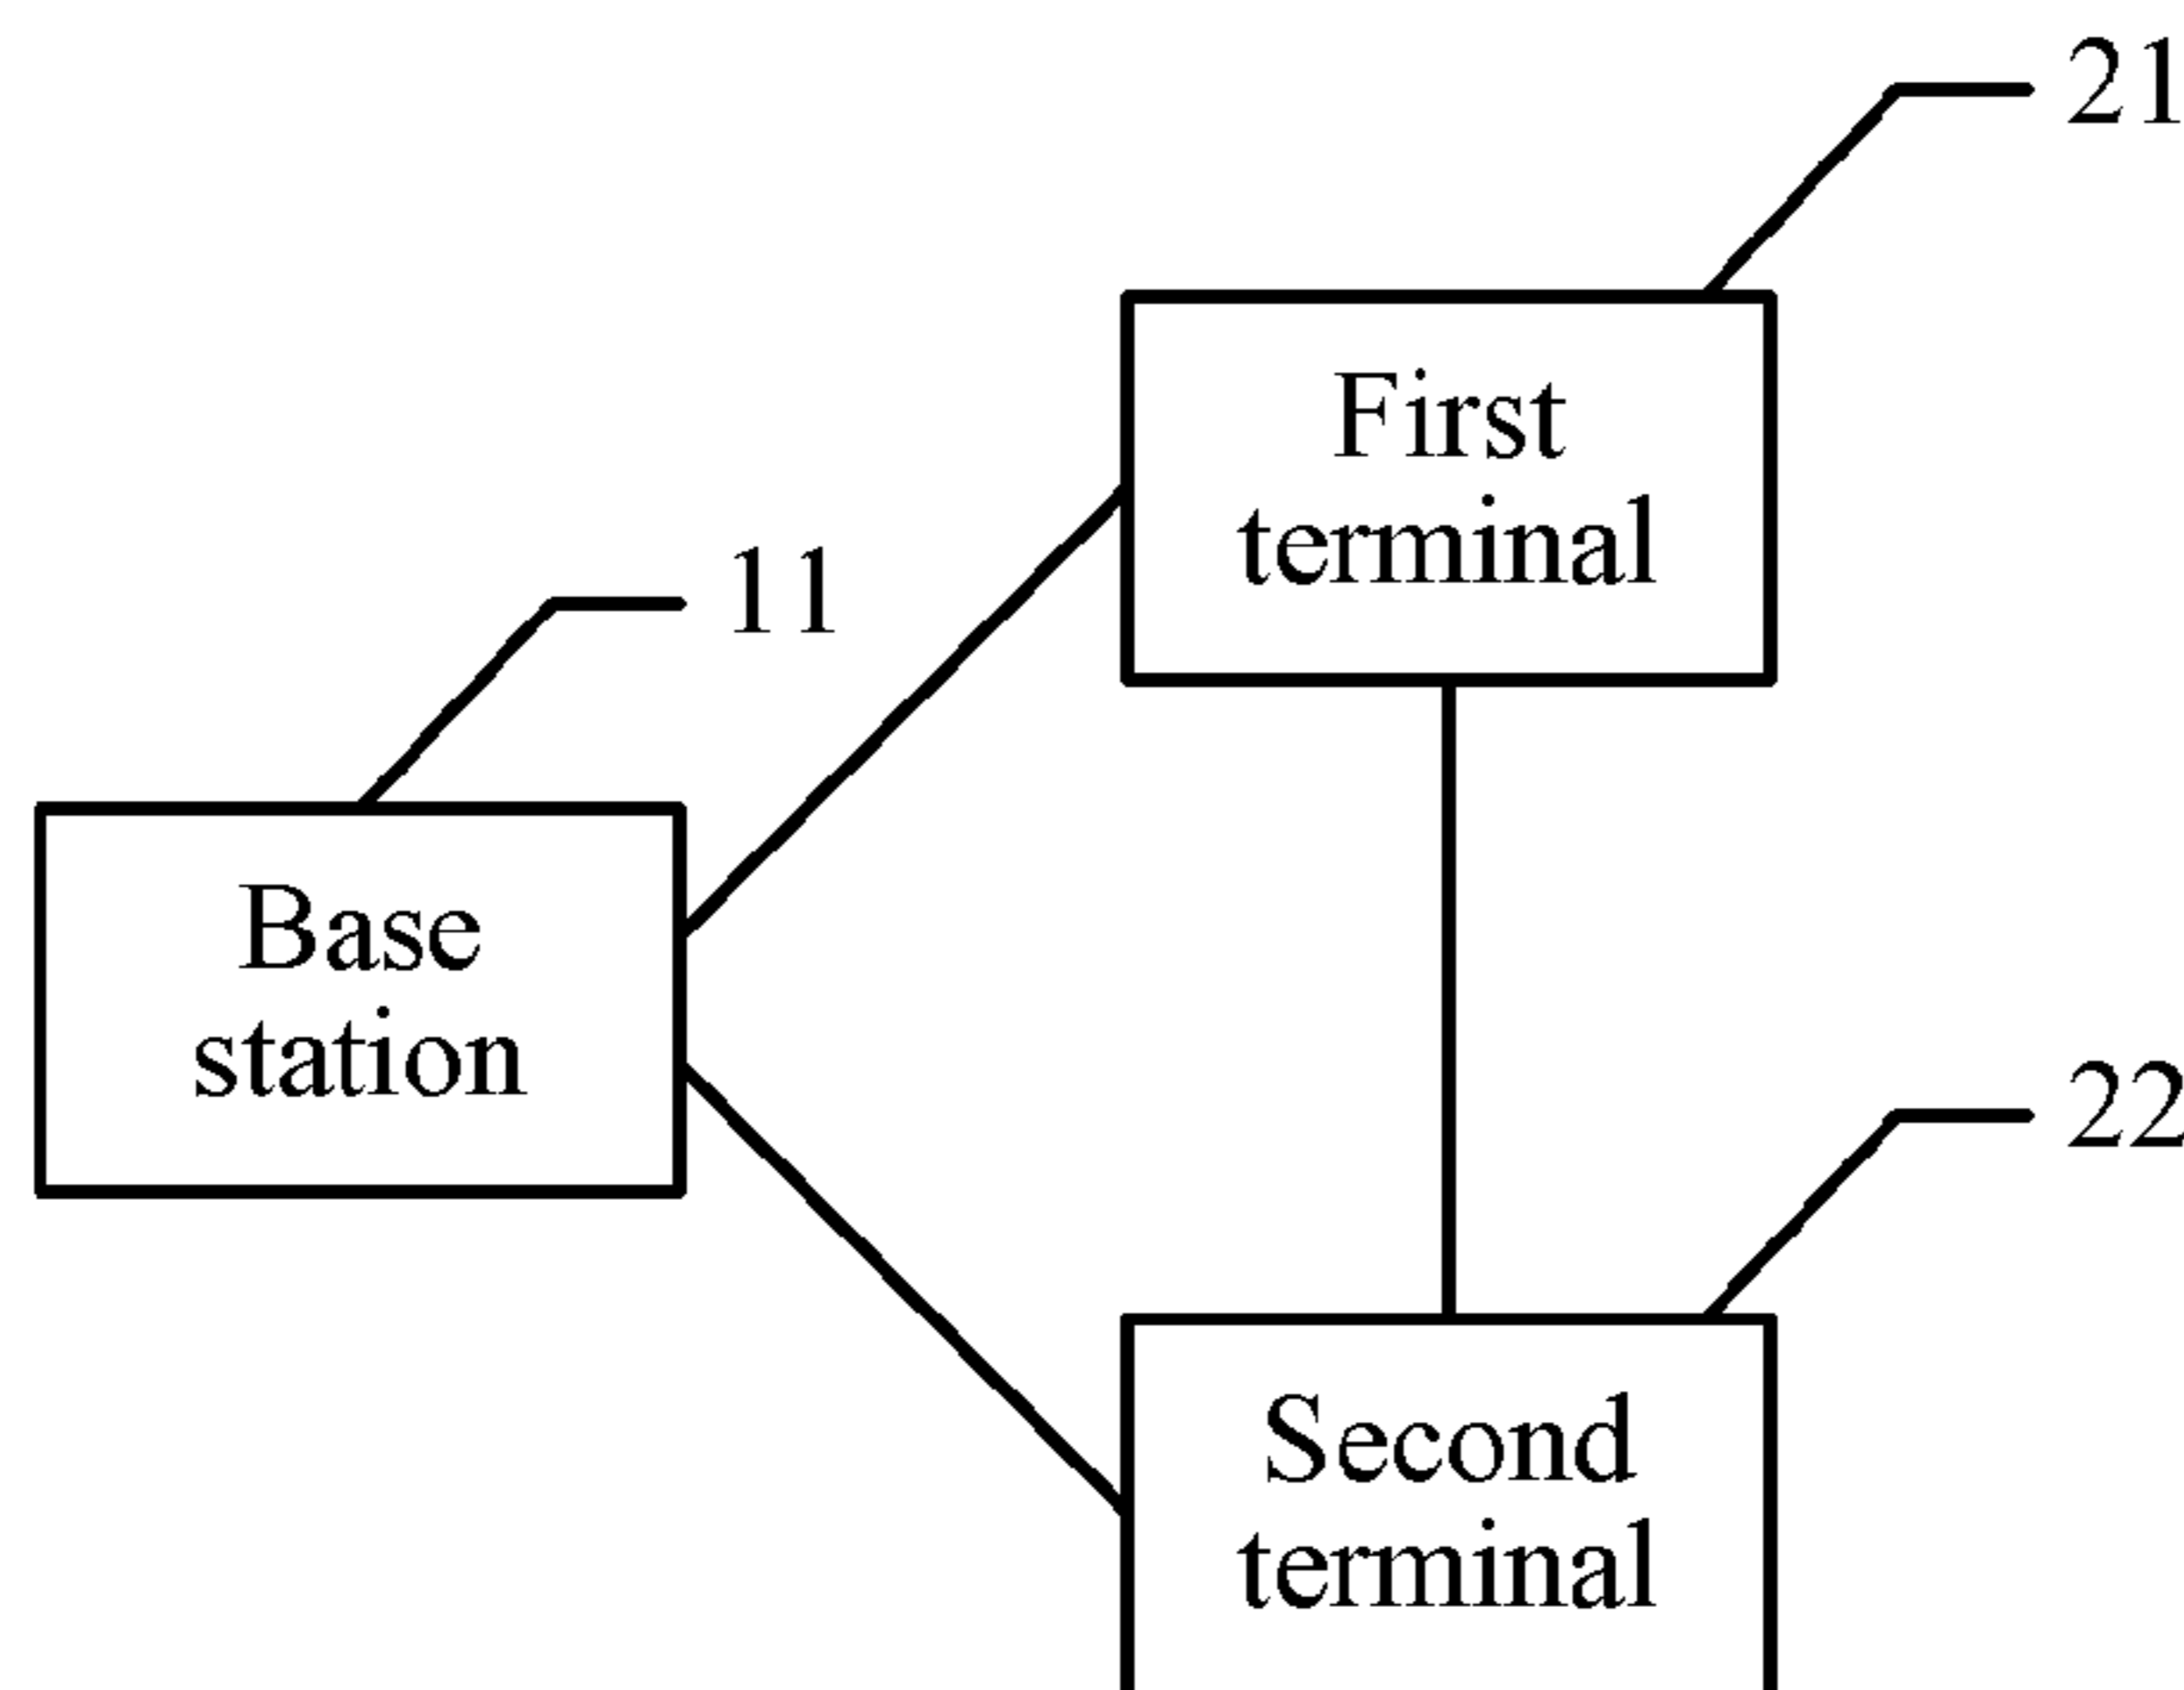 21
First
terminal
11
Base
station
22
Second
terminal